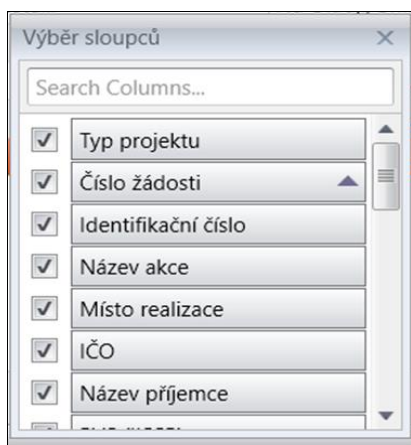 Výběr sloupců
Search Columns...
Typ projektu
Číslo žádosti
Identifikační číslo
Název akce
Místo realizace
IČO
Název příjemce